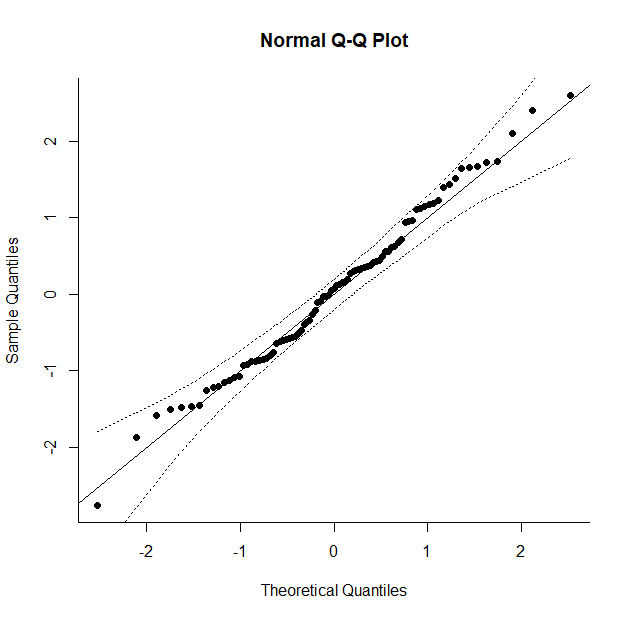 Normal Q-Q Plot
Sample Quantiles
2
1
0
-1
-2
-2 -1 0 1 2
Theoretical Quantiles